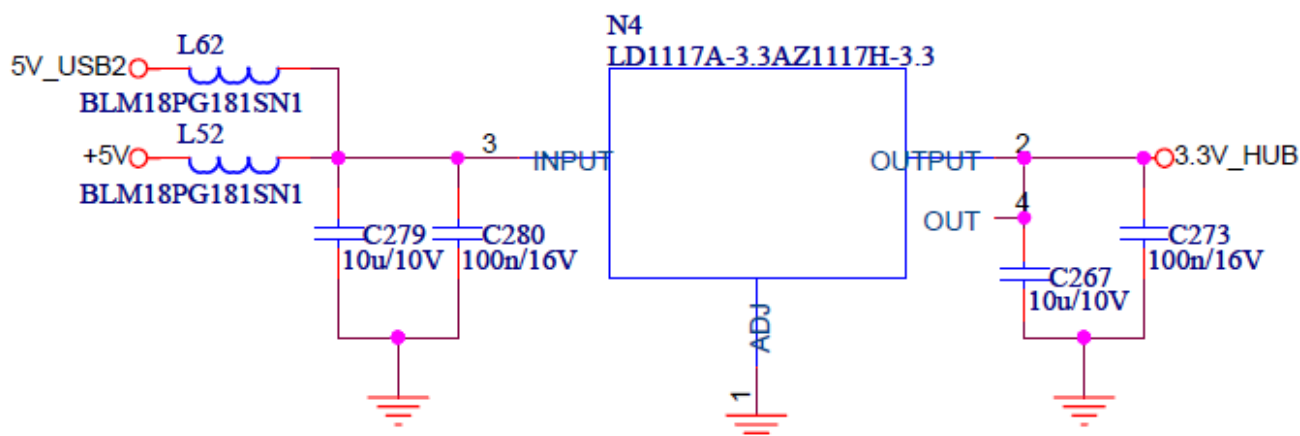 N4
LD1117A-3.3AZ1117H-3.3
L62
5V_USB2
BLM18PG181SN1
L52
+5V
BLM18PG181SN1
3
INPUT
OUTPUT
2
3.3V_HUB
4
OUT
C279
10u/10V
C280
100n/16V
C273
100n/16V
C267
10u/10V
ADJ
1